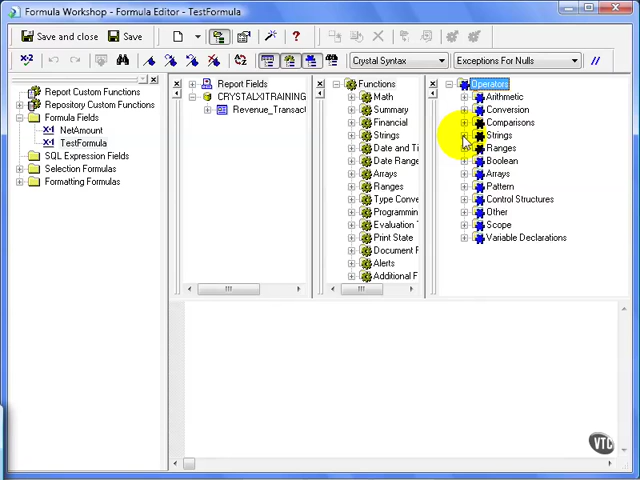 Formula Workshop - Formula Editor - TestFormula
Save and close Save
Crystal Syntax Exceptions For Nulls //
Report Custom Functions
Repository Custom Functions
Formula Fields
NetAmount
TestFormula
SQL Expression Fields
Selection Formulas
Formatting Formulas
Report Fields
CRYSTALXITRAINING
Revenue_Transact
Functions
Math
Summary
Financial
Strings
Date and Ti
Date Range
Arrays
Ranges
Type Conve
Programmin
Evaluation T
Print State
Document F
Alerts
Additional F
Operators
Arithmetic
Conversion
Comparisons
Strings
Ranges
Boolean
Arrays
Pattern
Control Structures
Other
Scope
Variable Declarations
VTC